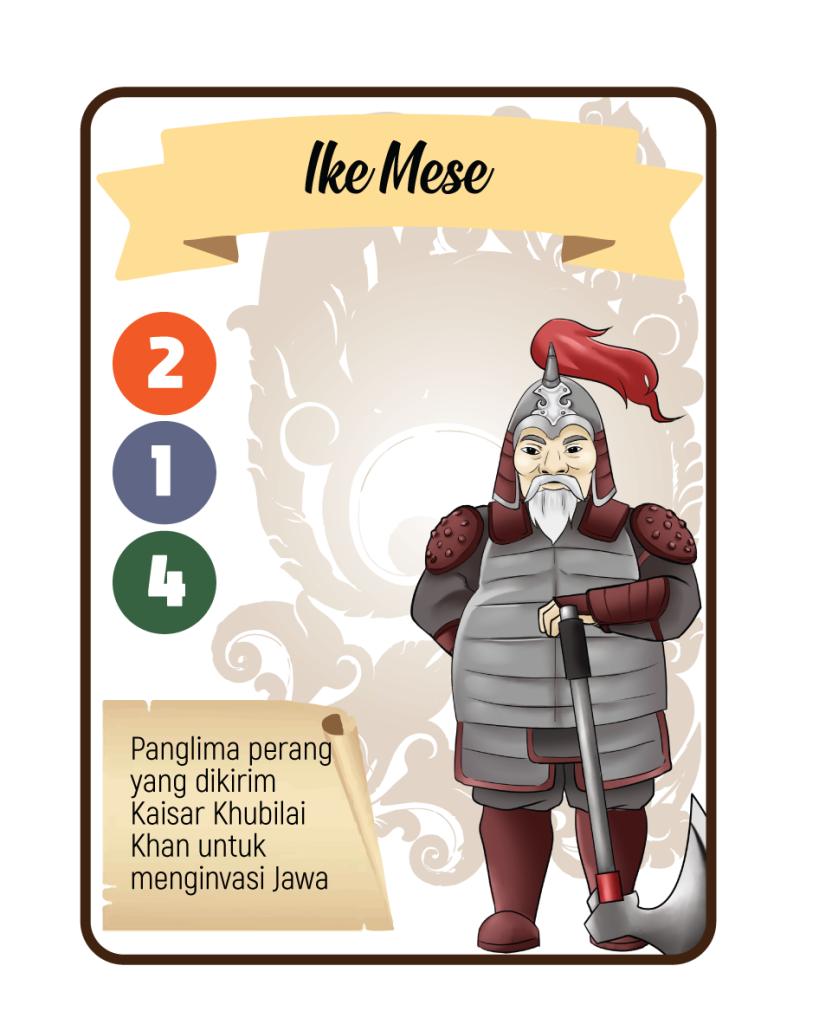 Ike Mese
2
1
4
Panglima perang
yang dikirim
Kaisar Khubilai
Khan untuk
menginvasi Jawa